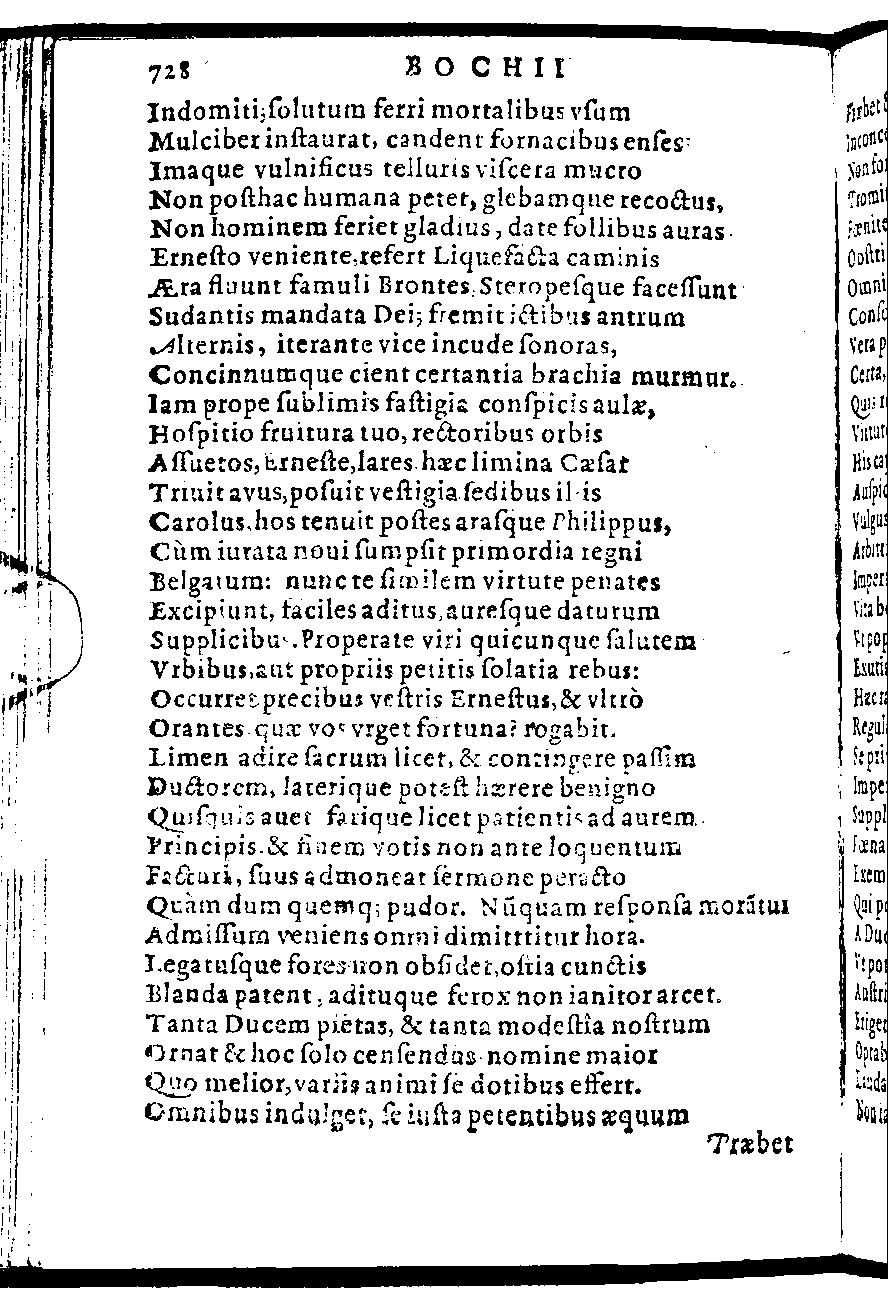 728 BOCHII
Indomiti; ſolutum ferri mortalibus vſum
Mulciber inſtaurat, candent fornacibus enſes:
Imaque vulnificus telluris viſcera mucro
Non poſthac humana petet, glebamque recoctus,
Non hominem feriet gladius, date follibus auras.
Erneſto veniente, refert Liquefacta caminis
Æra fluunt famuli Brontes, Steropeſque faceſſunt
Sudantis mandata Dei; fremit ictibus antrum
Alternis, iterante vice incude ſonoras,
Concinnumque cient certantia brachia murmur.
Iam prope ſublimis faſtigia conſpicis aulæ,
Hoſpitio fruitura tuo, rectoribus orbis
Aſſuetos, Erneſte, lares. hæc limina Cæſar
Triuit avus, poſuit veſtigia ſedibus illis
Carolus, hos tenuit poſtes araſque Philippus,
Cùm iurata noui ſumpſit primordia regni
Belgarum: nunc te ſimilem virtute penates
Excipiunt, faciles aditus, aureſque daturum
Supplicibus. Properate viri quicunque ſalutem
Vrbibus, aut propriis petitis ſolatia rebus:
Occurret precibus veſtris Erneſtus, & vltrò
Orantes quæ vos vrget fortuna? rogabit.
Limen adire ſacrum licet, & contingere paſſim
Ductorem, laterique poteſt hærere benigno
Quiſquis auet farique licet patientis ad aurem
Principis & finem votis non ante loquentum
Facturi, ſuus admoneat ſermone peracto
Quàm dum quemq; pudor. Nũquam reſponſa morãtur
Admiſſum veniens omni dimitttitur hora.
Legatuſque fores non obſidet, oſtia cunctis
Blanda patent, adituque ferox non ianitor arcet.
Tanta Ducem pietas, & tanta modeſtia noſtrum
Ornat & hoc ſolo cenſendus nomine maior
Quo melior, variis animi ſe dotibus effert.
Omnibus indulget, ſe iuſta petentibus æquum
Præbet